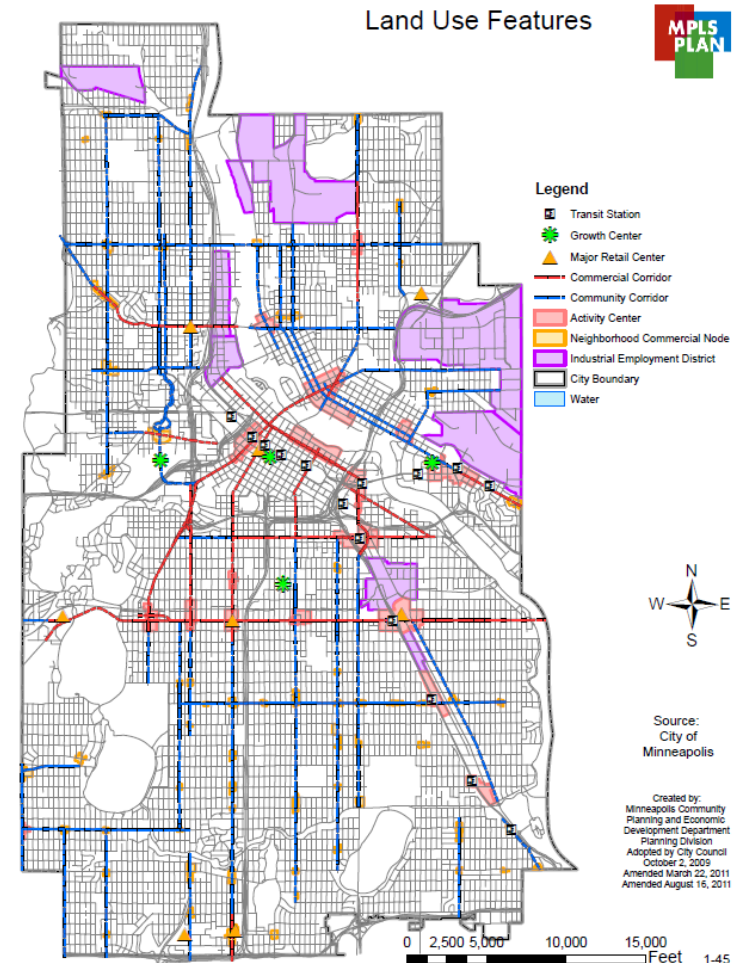 Land Use Features
MPLS
PLAN
Legend
Transit Station
Growth Center
Major Retail Center
Commercial Corridor
Community Corridor
Activity Center
Neighborhood Commercial Node
Industrial Employment District
City Boundary
Water
N
W E
S
Source:
City of
Minneapolis
Created by:
Minneapolis Community
Planning and Economic
Development Department
Planning Division
Adopted by City Council
October 2, 2009
Amended March 22, 2011
Amended August 16, 2011
0 2,500 5,000 10,000 15,000
Feet 1-45